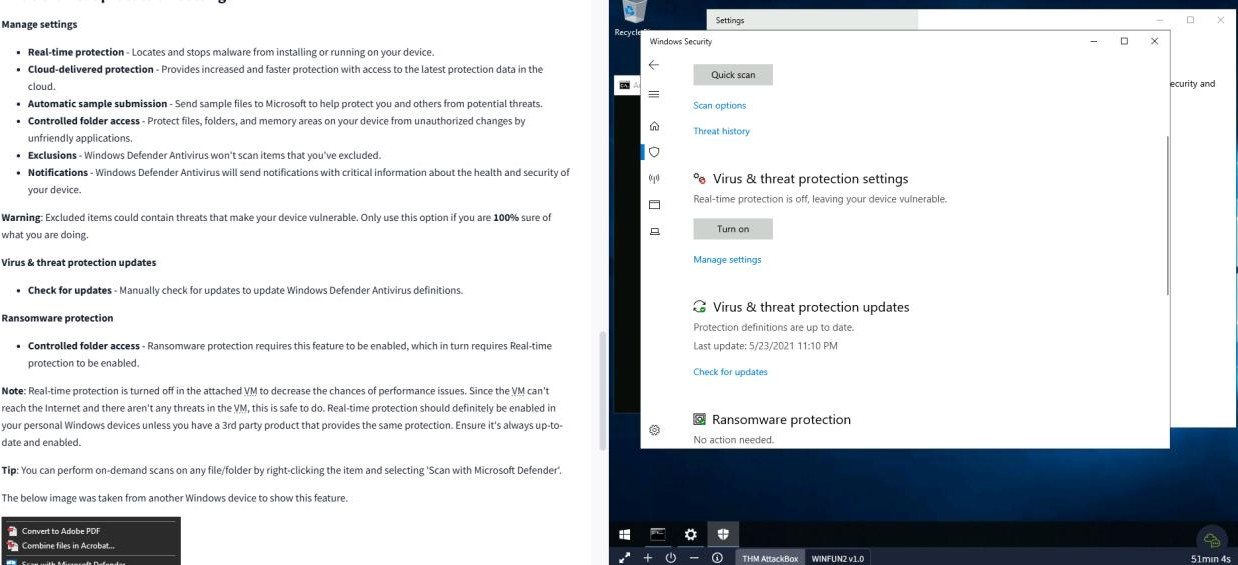 Manage settings
Real-time protection - Locates and stops malware from installing or running on your device.
Cloud-delivered protection - Provides increased and faster protection with access to the latest protection data in the
cloud.
Automatic sample submission - Send sample files to Microsoft to help protect you and others from potential threats.
Controlled folder access - Protect files, folders, and memory areas on your device from unauthorized changes by
unfriendly applications.
Exclusions - Windows Defender Antivirus won't scan items that you've excluded.
Notifications - Windows Defender Antivirus will send notifications with critical information about the health and security of
your device.
Warning: Excluded items could contain threats that make your device vulnerable. Only use this option if you are 100% sure of
what you are doing.
Virus & threat protection updates
Check for updates - Manually check for updates to update Windows Defender Antivirus definitions.
Ransomware protection
Controlled folder access - Ransomware protection requires this feature to be enabled, which in turn requires Real-time
protection to be enabled.
Note: Real-time protection is turned off in the attached VM to decrease the chances of performance issues. Since the VM can't
reach the Internet and there aren't any threats in the VM, this is safe to do. Real-time protection should definitely be enabled in
your personal Windows devices unless you have a 3rd party product that provides the same protection. Ensure it's always up-to-
date and enabled.
Tip: You can perform on-demand scans on any file/folder by right-clicking the item and selecting 'Scan with Microsoft Defender'.
The below image was taken from another Windows device to show this feature.
Convert to Adobe PDF
Combine files in Acrobat...
Scan with Microsoft Defender
Recycle
Settings
Windows Security
ecurity and
Quick scan
Scan options
Threat history
Virus & threat protection settings
Real-time protection is off, leaving your device vulnerable.
Turn on
Manage settings
Virus & threat protection updates
Protection definitions are up to date.
Last update: 5/23/2021 11:10 PM
Check for updates
Ransomware protection
No action needed.
THM AttackBox
WINFUN2 v1.0
51min 4s